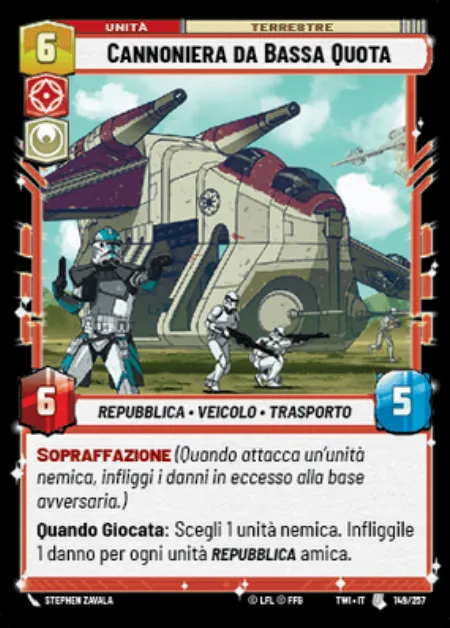 UNITÀ
TERRESTRE
6
CANNONIERA DA BASSA QUOTA
6
REPUBBLICA • VEICOLO • TRASPORTO
5
SOPRAFFAZIONE (Quando attacca un'unità
nemica, infliggi i danni in eccesso alla base
avversaria.)
Quando Giocata: Scegli 1 unità nemica. Infliggile
1 danno per ogni unità REPUBBLICA amica.
STEPHEN ZAVALA
© LFL © FFG
TWI • IT
149/257